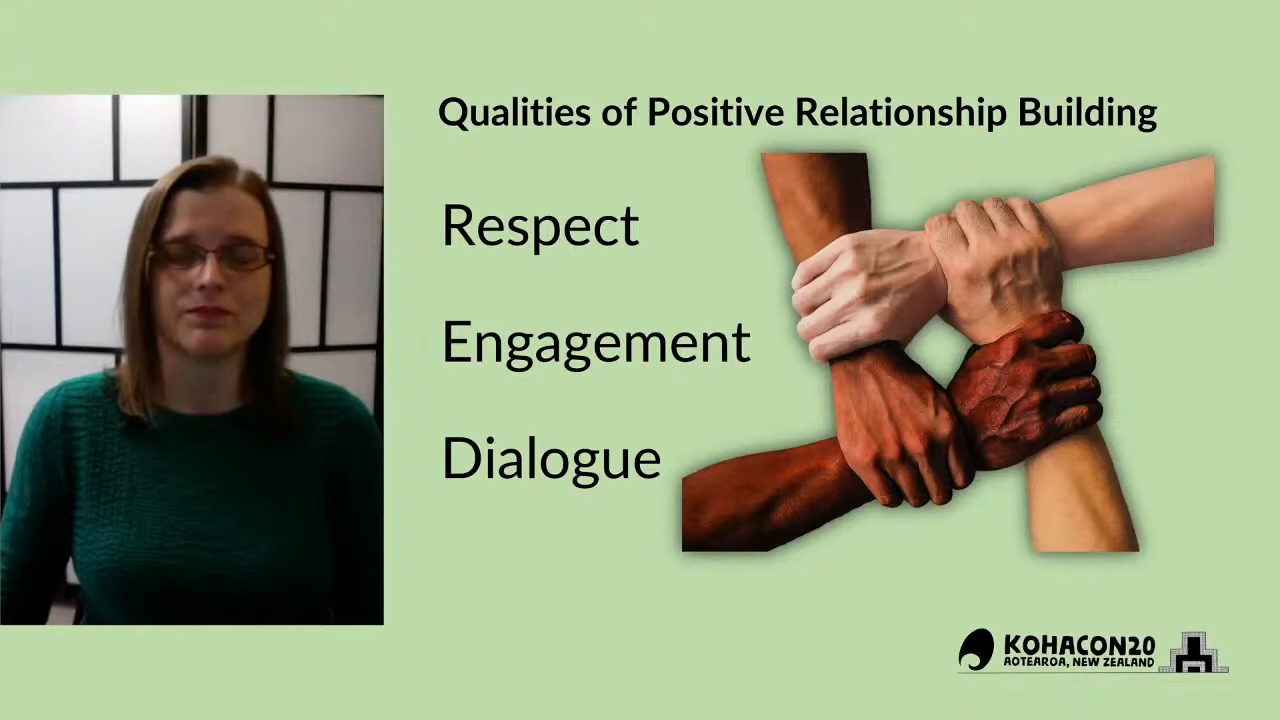 Qualities of Positive Relationship Building
Respect
Engagement
Dialogue
KOHACON20
AOTEAROA, NEW ZEALAND